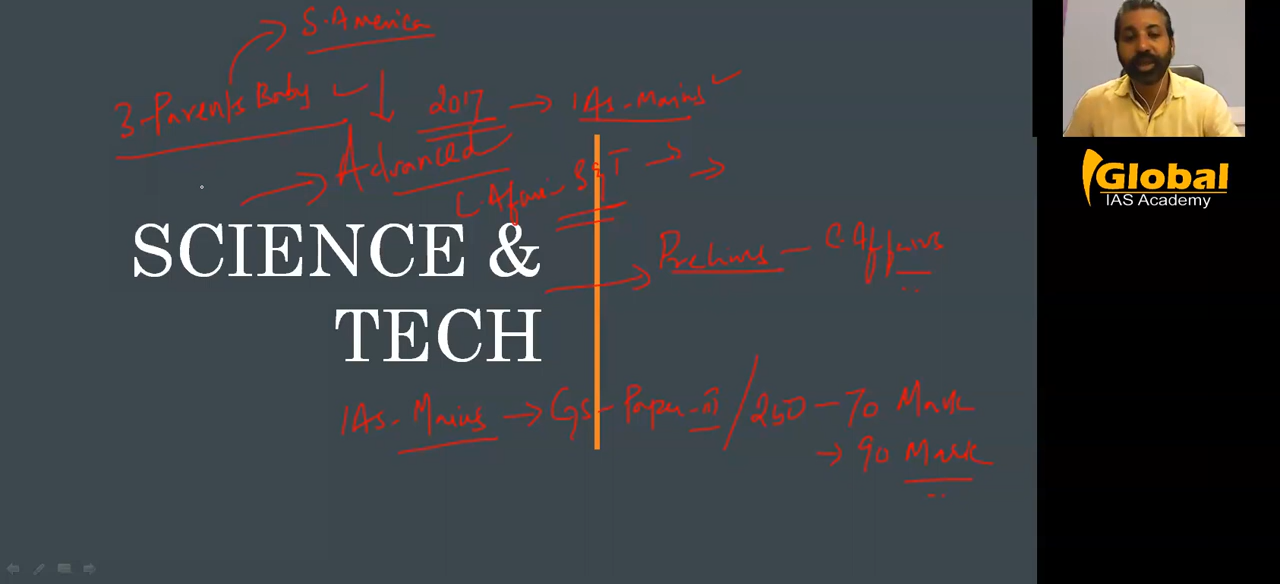 S. America
3-Parents Baby
2017 → IAS-Mains
Advanced
C. Afair - S&T →
→
SCIENCE &
TECH
Prelims - C. Affairs
IAS-Mains → GS-Paper-III / 250 - 70 Mark
→ 90 Mark
Global
IAS Academy